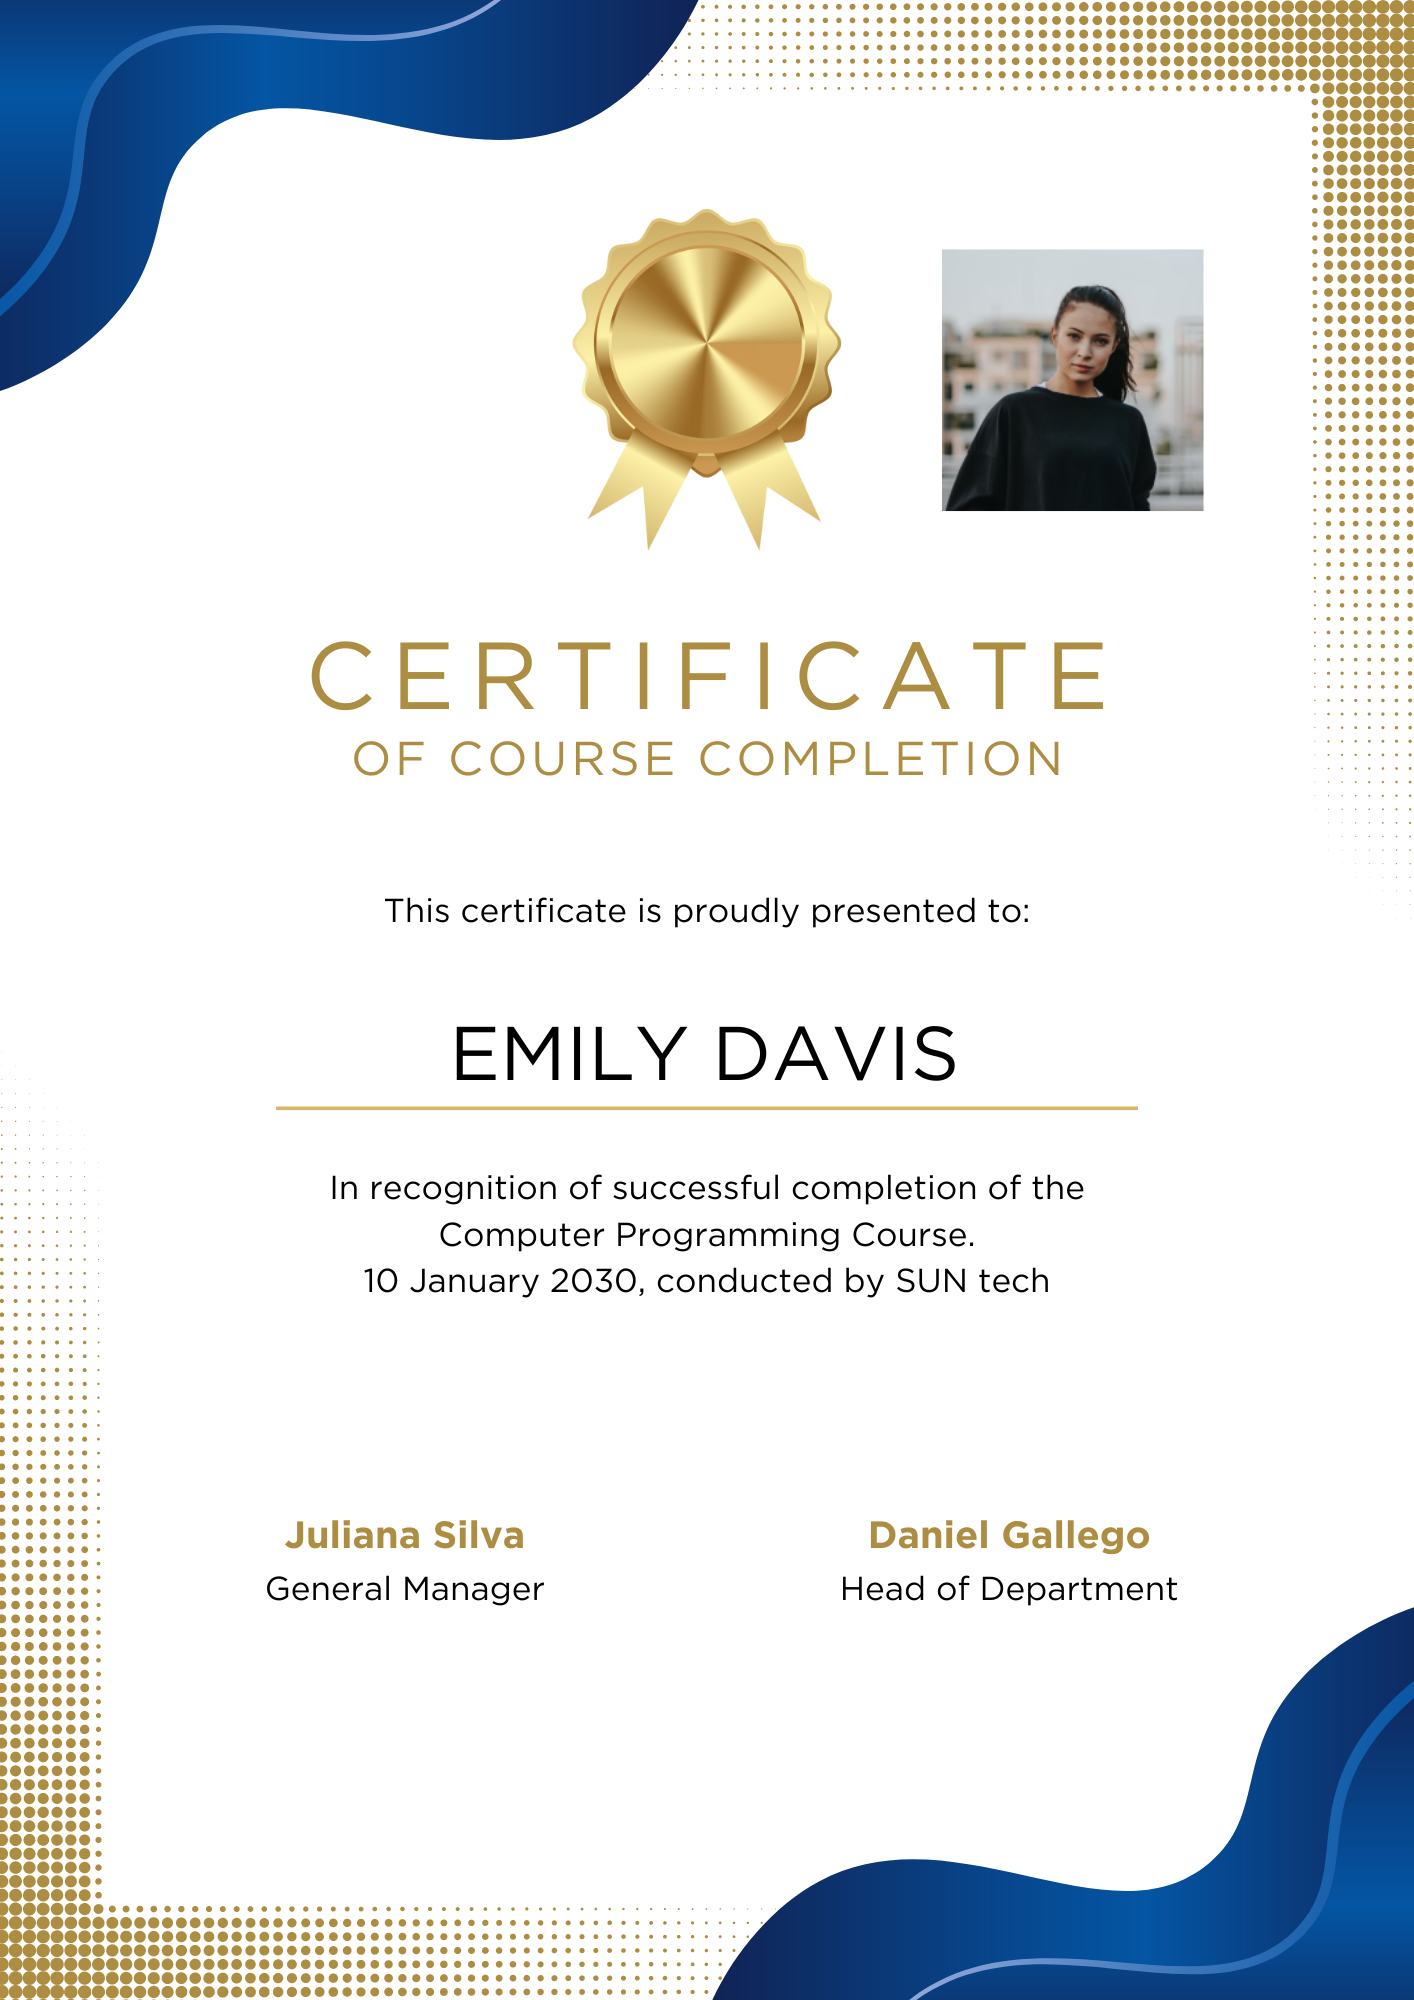 CERTIFICATE
OF COURSE COMPLETION
This certificate is proudly presented to:
EMILY DAVIS
In recognition of successful completion of the
Computer Programming Course.
10 January 2030, conducted by SUN tech
Juliana Silva
General Manager
Daniel Gallego
Head of Department